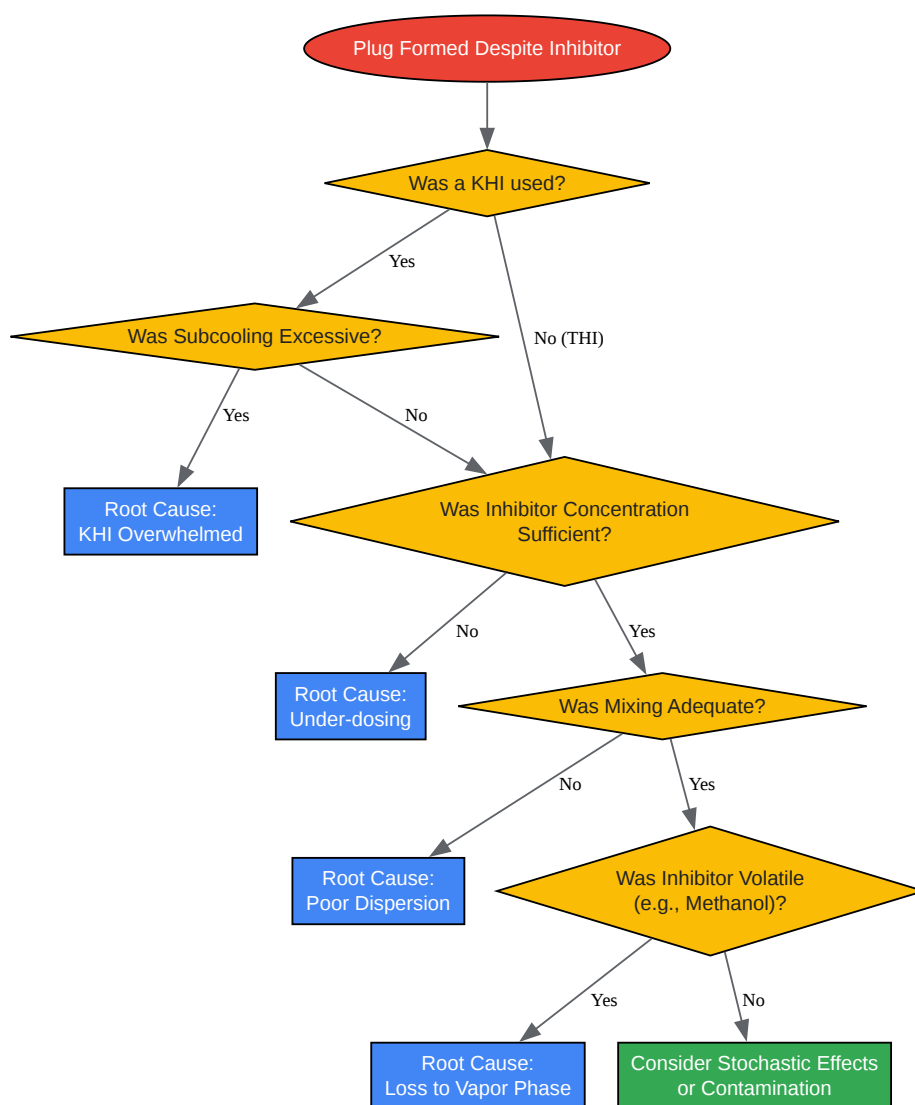 Plug Formed Despite Inhibitor
Was a KHI used?
Yes
Was Subcooling Excessive?
No (THI)
Yes
No
Root Cause:
KHI Overwhelmed
Was Inhibitor Concentration
Sufficient?
No
Yes
Root Cause:
Under-dosing
Was Mixing Adequate?
No
Yes
Root Cause:
Poor Dispersion
Was Inhibitor Volatile
(e.g., Methanol)?
Yes
No
Root Cause:
Loss to Vapor Phase
Consider Stochastic Effects
or Contamination